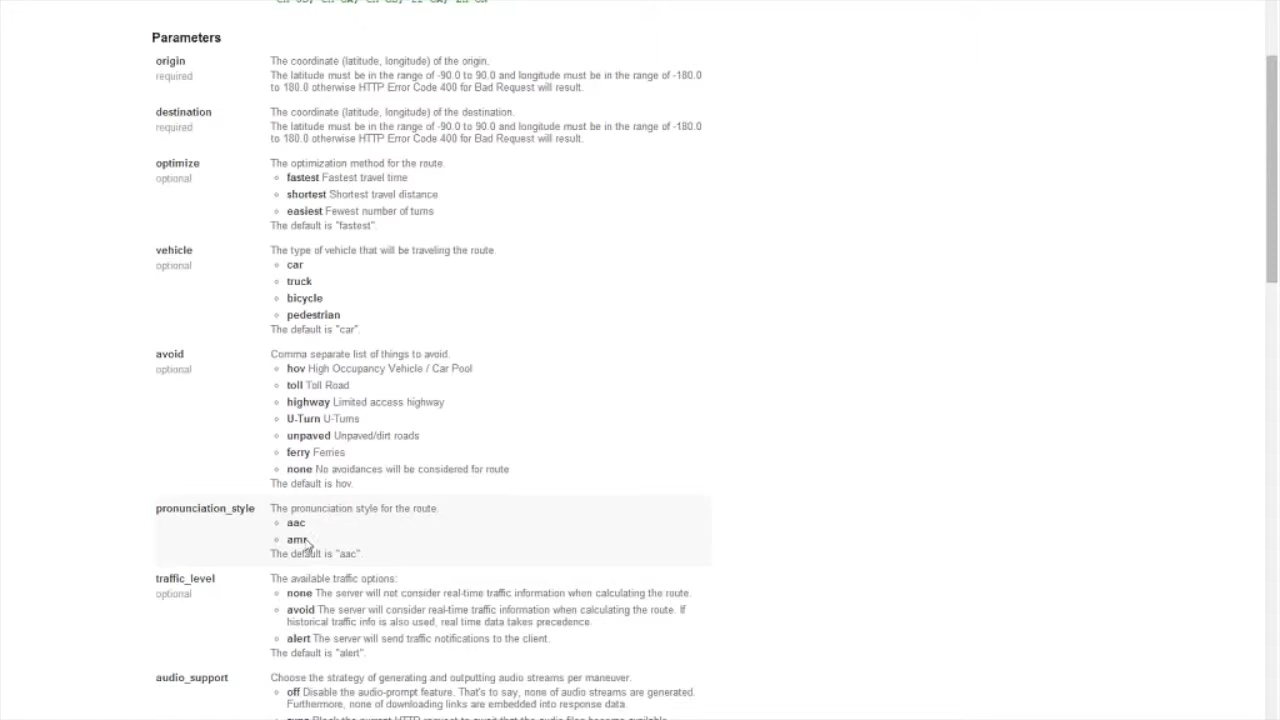 Parameters
origin
required
The coordinate (latitude, longitude) of the origin.
The latitude must be in the range of -90.0 to 90.0 and longitude must be in the range of -180.0
to 180.0 otherwise HTTP Error Code 400 for Bad Request will result.
destination
required
The coordinate (latitude, longitude) of the destination.
The latitude must be in the range of -90.0 to 90.0 and longitude must be in the range of -180.0
to 180.0 otherwise HTTP Error Code 400 for Bad Request will result.
optimize
optional
The optimization method for the route.
fastest Fastest travel time
shortest Shortest travel distance
easiest Fewest number of turns
The default is "fastest".
vehicle
optional
The type of vehicle that will be traveling the route.
car
truck
bicycle
pedestrian
The default is "car".
avoid
optional
Comma separate list of things to avoid.
hov High Occupancy Vehicle / Car Pool
toll Toll Road
highway Limited access highway
U-Turn U-Turns
unpaved Unpaved/dirt roads
ferry Ferries
none No avoidances will be considered for route
The default is hov.
pronunciation_style
The pronunciation style for the route.
aac
amr
The default is "aac".
traffic_level
optional
The available traffic options:
none The server will not consider real-time traffic information when calculating the route.
avoid The server will consider real-time traffic information when calculating the route. If
historical traffic info is also used, real time data takes precedence.
alert The server will send traffic notifications to the client.
The default is "alert".
audio_support
Choose the strategy of generating and outputting audio streams per maneuver.
off Disable the audio-prompt feature. That's to say, none of audio streams are generated.
Furthermore, none of downloading links are embedded into response data.